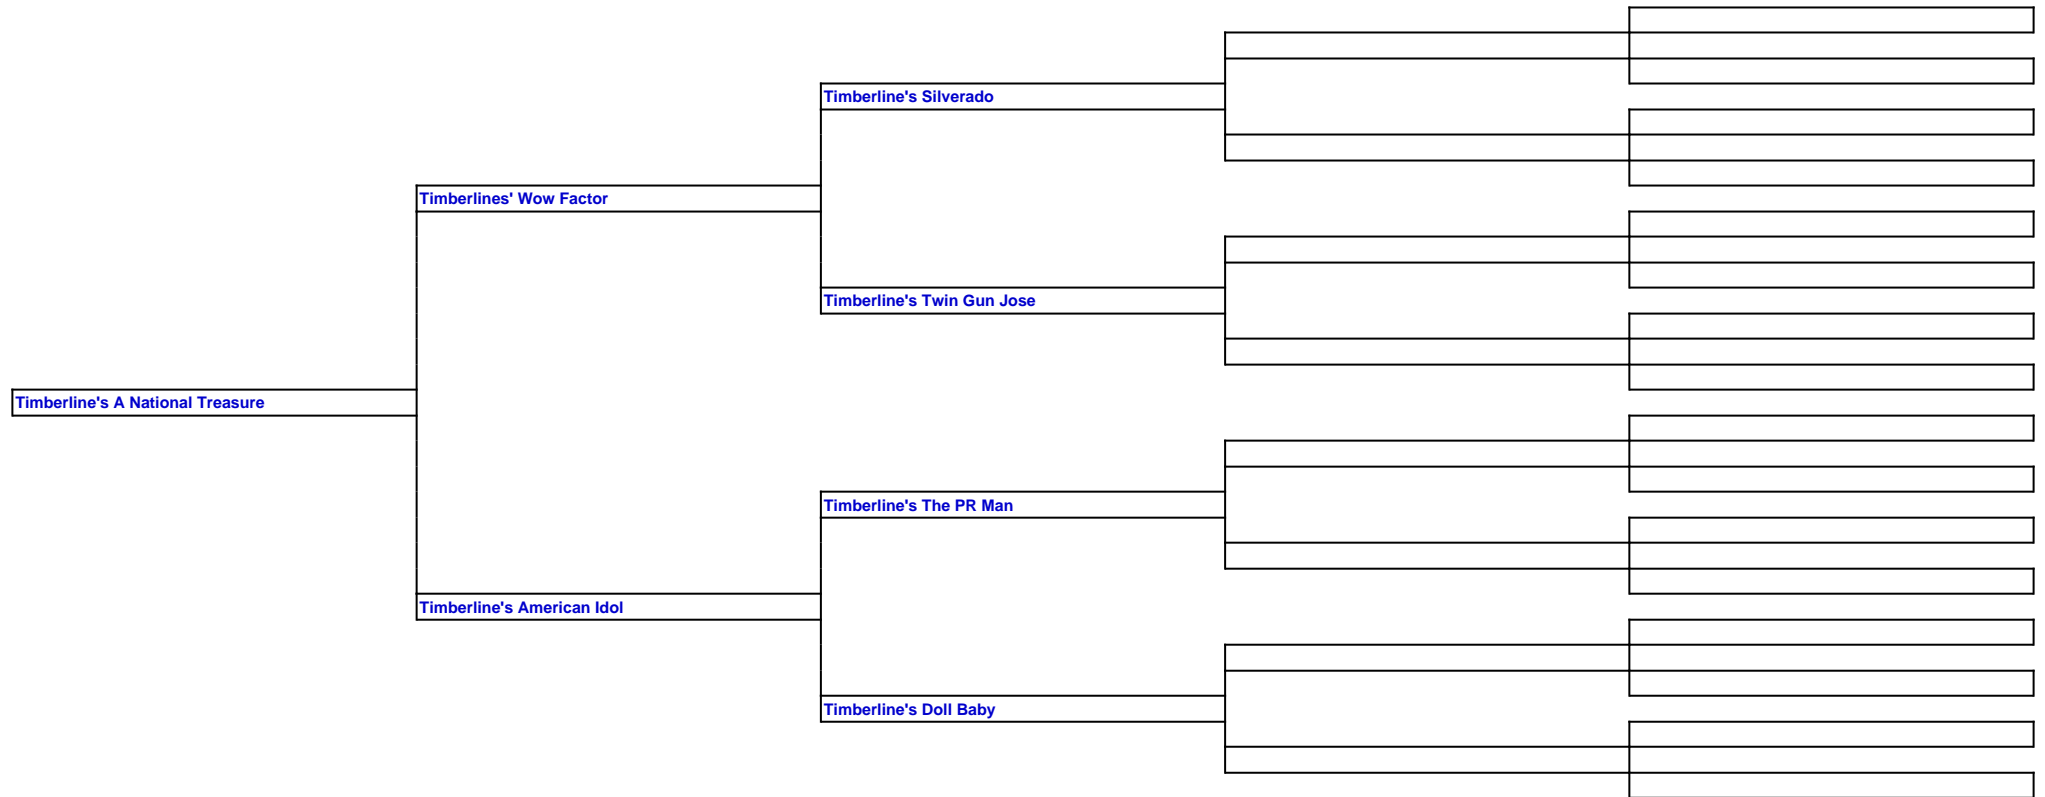 Timberline's Silverado
Timberlines' Wow Factor
Timberline's Twin Gun Jose
Timberline's A National Treasure
Timberline's The PR Man
Timberline's American Idol
Timberline's Doll Baby